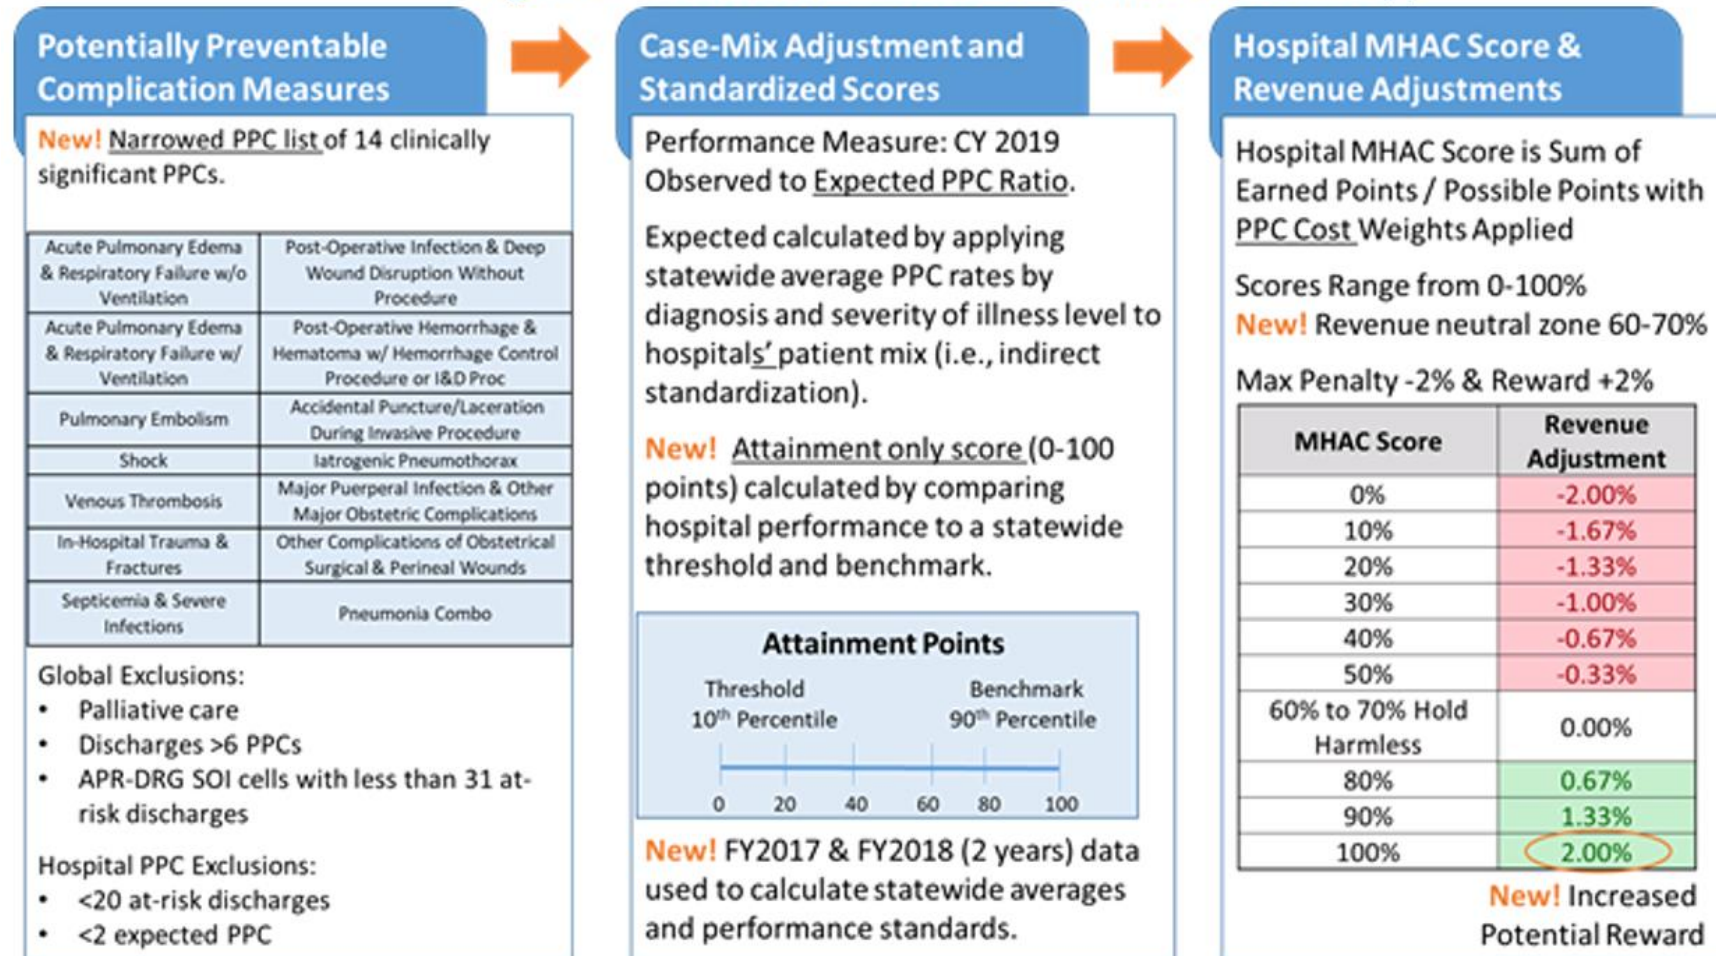 Potentially Preventable
Complication Measures
New! Narrowed PPC list of 14 clinically
significant PPCs.
Acute Pulmonary Edema
& Respiratory Failure w/o
Ventilation
Post-Operative Infection & Deep
Wound Disruption Without
Procedure
Acute Pulmonary Edema
& Respiratory Failure w/
Ventilation
Post-Operative Hemorrhage &
Hematoma w/ Hemorrhage Control
Procedure or I&D Proc
Pulmonary Embolism
Accidental Puncture/Laceration
During Invasive Procedure
Shock
Iatrogenic Pneumothorax
Venous Thrombosis
Major Puerperal Infection & Other
Major Obstetric Complications
In-Hospital Trauma &
Fractures
Other Complications of Obstetrical
Surgical & Perineal Wounds
Septicemia & Severe
Infections
Pneumonia Combo
Global Exclusions:
• Palliative care
• Discharges >6 PPCs
• APR-DRG SOI cells with less than 31 at-
risk discharges
Hospital PPC Exclusions:
• <20 at-risk discharges
• <2 expected PPC
Case-Mix Adjustment and
Standardized Scores
Performance Measure: CY 2019
Observed to Expected PPC Ratio.
Expected calculated by applying
statewide average PPC rates by
diagnosis and severity of illness level to
hospitals' patient mix (i.e., indirect
standardization).
New! Attainment only score (0-100
points) calculated by comparing
hospital performance to a statewide
threshold and benchmark.
Attainment Points
Threshold
10th Percentile
Benchmark
90th Percentile
0 20 40 60 80 100
New! FY2017 & FY2018 (2 years) data
used to calculate statewide averages
and performance standards.
Hospital MHAC Score &
Revenue Adjustments
Hospital MHAC Score is Sum of
Earned Points / Possible Points with
PPC Cost Weights Applied
Scores Range from 0-100%
New! Revenue neutral zone 60-70%
Max Penalty -2% & Reward +2%
MHAC Score
Revenue
Adjustment
0% -2.00%
10% -1.67%
20% -1.33%
30% -1.00%
40% -0.67%
50% -0.33%
60% to 70% Hold
Harmless
0.00%
80% 0.67%
90% 1.33%
100% 2.00%
New! Increased
Potential Reward